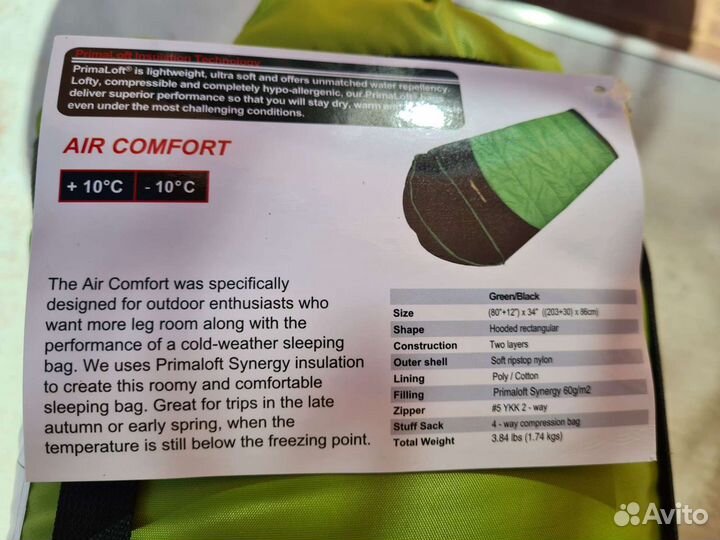 PrimaLoft Insulation Technology
PrimaLoft® is lightweight, ultra soft and offers unmatched water repellency.
Lofty, compressible and completely hypo-allergenic, our PrimaLoft
deliver superior performance so that you will stay dry, warm
even under the most challenging conditions.
AIR COMFORT
+ 10°C - 10°C
The Air Comfort was specifically
designed for outdoor enthusiasts who
want more leg room along with the
performance of a cold-weather sleeping
bag. We uses Primaloft Synergy insulation
to create this roomy and comfortable
sleeping bag. Great for trips in the late
autumn or early spring, when the
temperature is still below the freezing point.
Green/Black
Size (80"+12") x 34" ((203+30) x 86cm)
Shape Hooded rectangular
Construction Two layers
Outer shell Soft ripstop nylon
Lining Poly / Cotton
Filling Primaloft Synergy 60g/m2
Zipper #5 YKK 2 - way
Stuff Sack 4 - way compression bag
Total Weight 3.84 lbs (1.74 kgs)
Avito